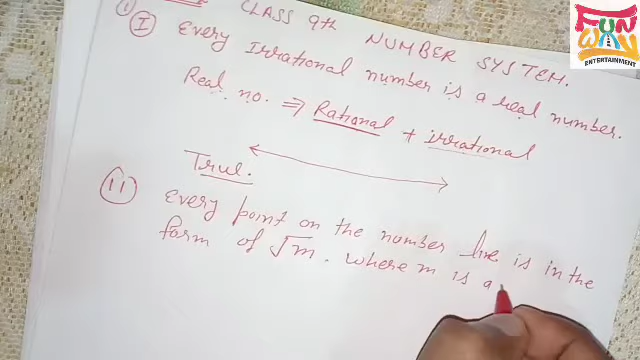 CLASS 9th NUMBER SYSTEM.
(I) Every Irrational number is a real number.
Real no. ⇒ Rational + irrational
True.
(II) Every point on the number line is in the
form of √m. where m is a
FUN
WAY
ENTERTAINMENT